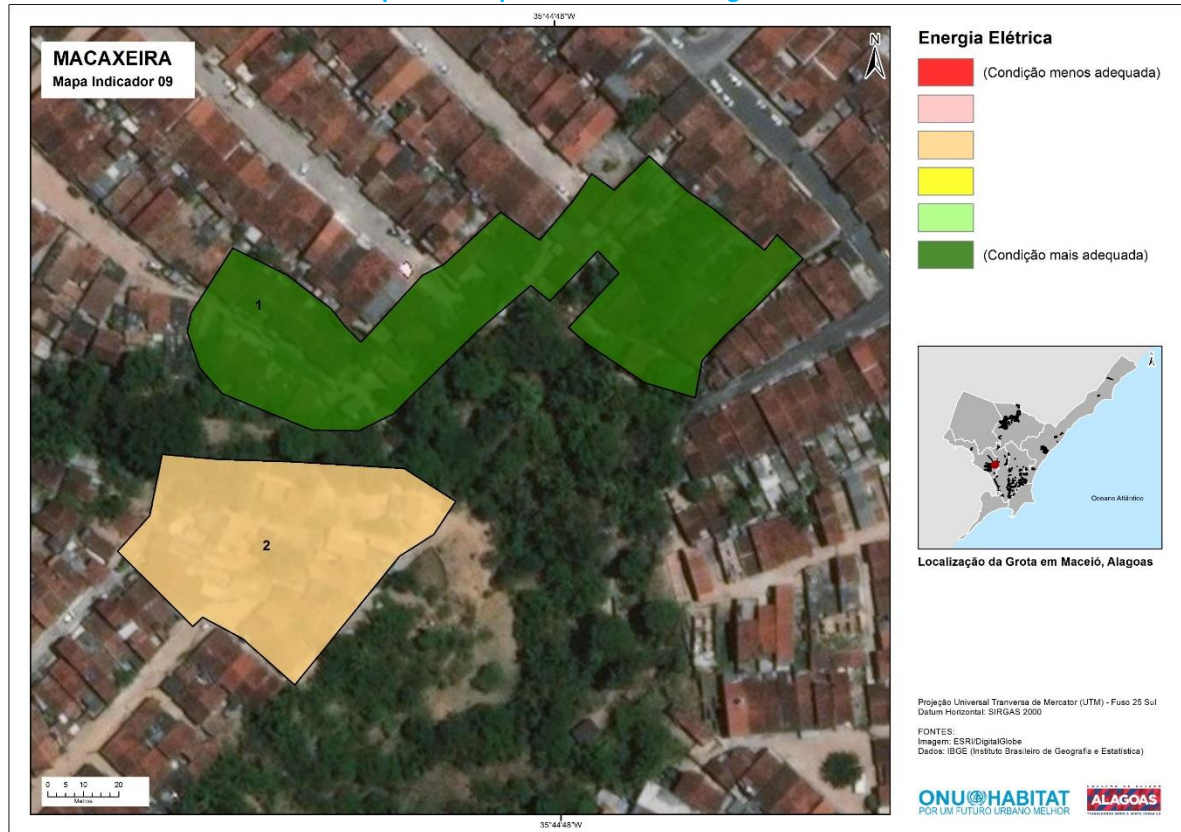 35°44'48"W
MACAXEIRA
Mapa Indicador 09
N
1
2
0 5 10 20
Metros
35°44'48"W
Energia Elétrica
(Condição menos adequada)
(Condição mais adequada)
Oceano Atlântico
Localização da Grota em Maceió, Alagoas
Projeção Universal Tranversa de Mercator (UTM) - Fuso 25 Sul
Datum Horizontal: SIRGAS 2000
FONTES:
Imagem: ESRI/DigitalGlobe
Dados: IBGE (Instituto Brasileiro de Geografia e Estatística)
ONU HABITAT
POR UM FUTURO URBANO MELHOR
ALAGOAS